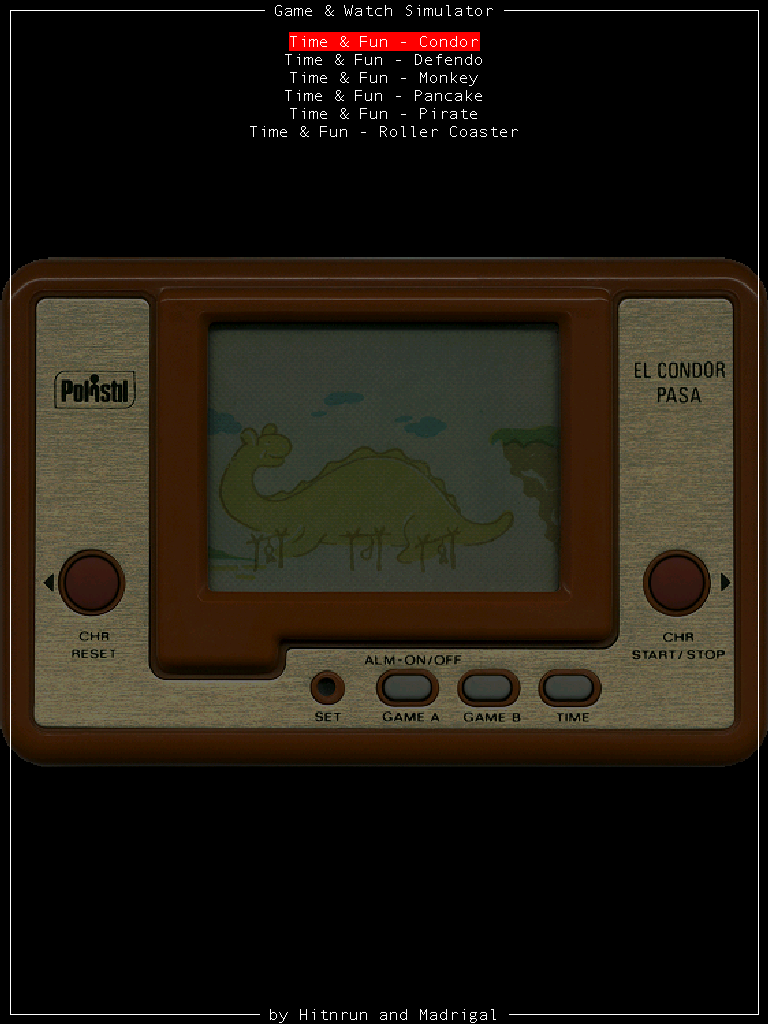 Game & Watch Simulator
Time & Fun - Condor
Time & Fun - Defendo
Time & Fun - Monkey
Time & Fun - Pancake
Time & Fun - Pirate
Time & Fun - Roller Coaster
Polistil
EL CONDOR
PASA
CHR
RESET
CHR
START/STOP
ALM-ON/OFF
SET
GAME A
GAME B
TIME
by Hitnrun and Madrigal